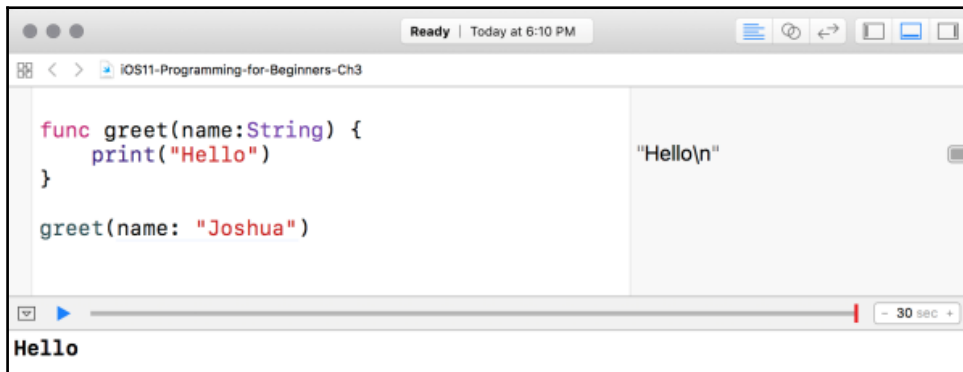 Ready | Today at 6:10 PM
iOS11-Programming-for-Beginners-Ch3
func greet(name:String) {
    print("Hello")
}
"Hello\n"
greet(name: "Joshua")
- 30 sec +
Hello